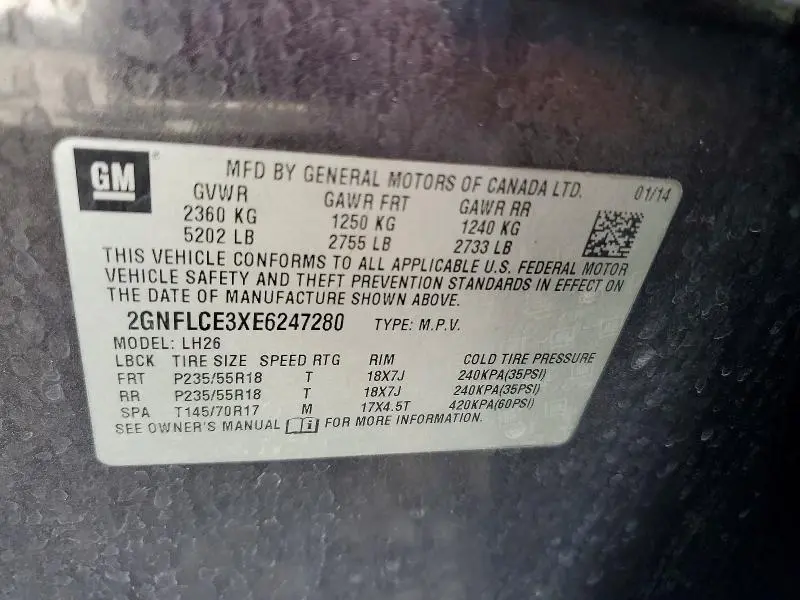 GM
MFD BY GENERAL MOTORS OF CANADA LTD. 01/14
GVWR GAWR FRT GAWR RR
2360 KG 1250 KG 1240 KG
5202 LB 2755 LB 2733 LB
THIS VEHICLE CONFORMS TO ALL APPLICABLE U.S. FEDERAL MOTOR
VEHICLE SAFETY AND THEFT PREVENTION STANDARDS IN EFFECT ON
THE DATE OF MANUFACTURE SHOWN ABOVE.
2GNFLCE3XE6247280 TYPE: M.P.V.
MODEL: LH26
LBCK TIRE SIZE SPEED RTG RIM COLD TIRE PRESSURE
FRT P235/55R18 T 18X7J 240KPA(35PSI)
RR P235/55R18 T 18X7J 240KPA(35PSI)
SPA T145/70R17 M 17X4.5T 420KPA(60PSI)
SEE OWNER'S MANUAL i FOR MORE INFORMATION.